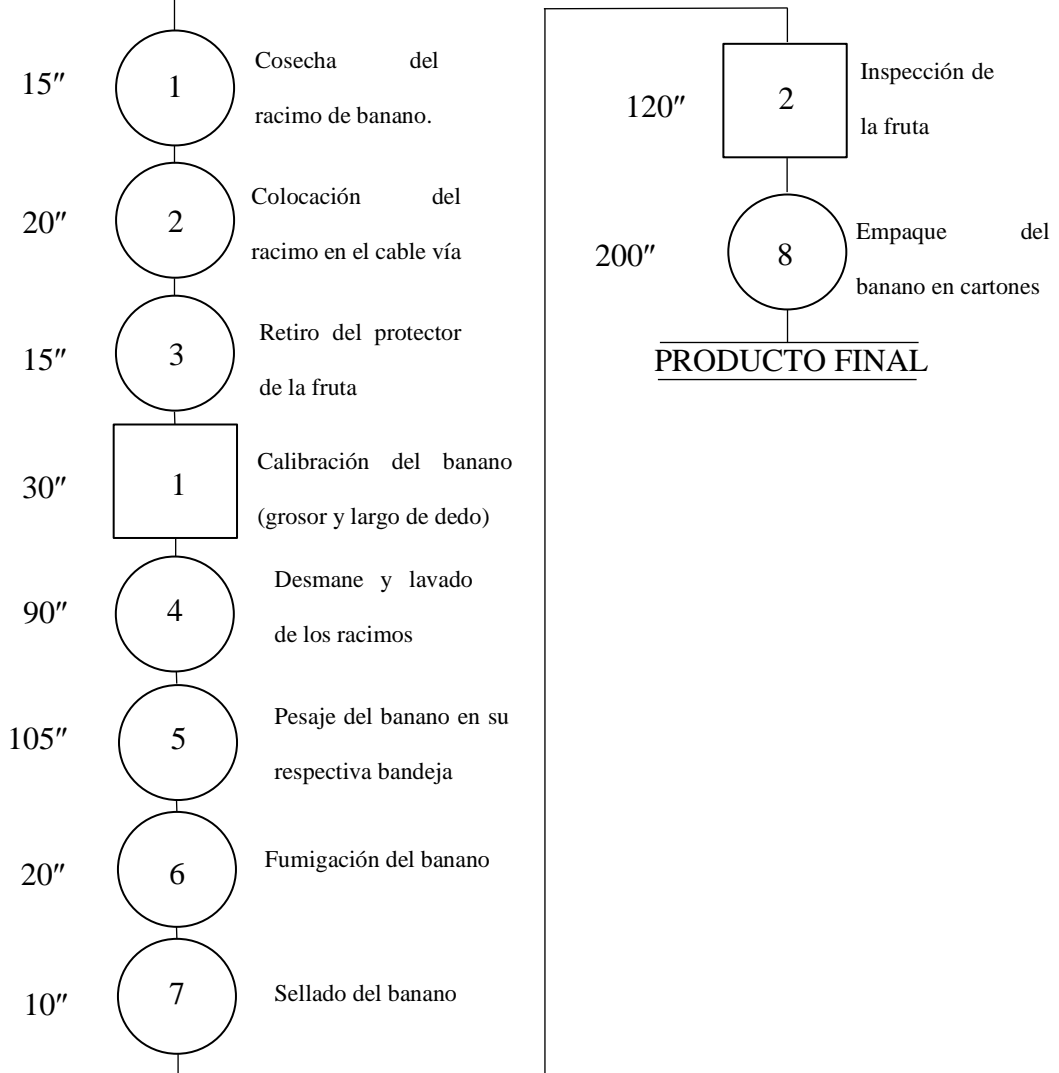 15″
1
Cosecha del
racimo de banano.
20″
2
Colocación del
racimo en el cable vía
15″
3
Retiro del protector
de la fruta
30″
1
Calibración del banano
(grosor y largo de dedo)
90″
4
Desmane y lavado
de los racimos
105″
5
Pesaje del banano en su
respectiva bandeja
20″
6
Fumigación del banano
10″
7
Sellado del banano
120″
2
Inspección de
la fruta
200″
8
Empaque del
banano en cartones
PRODUCTO FINAL